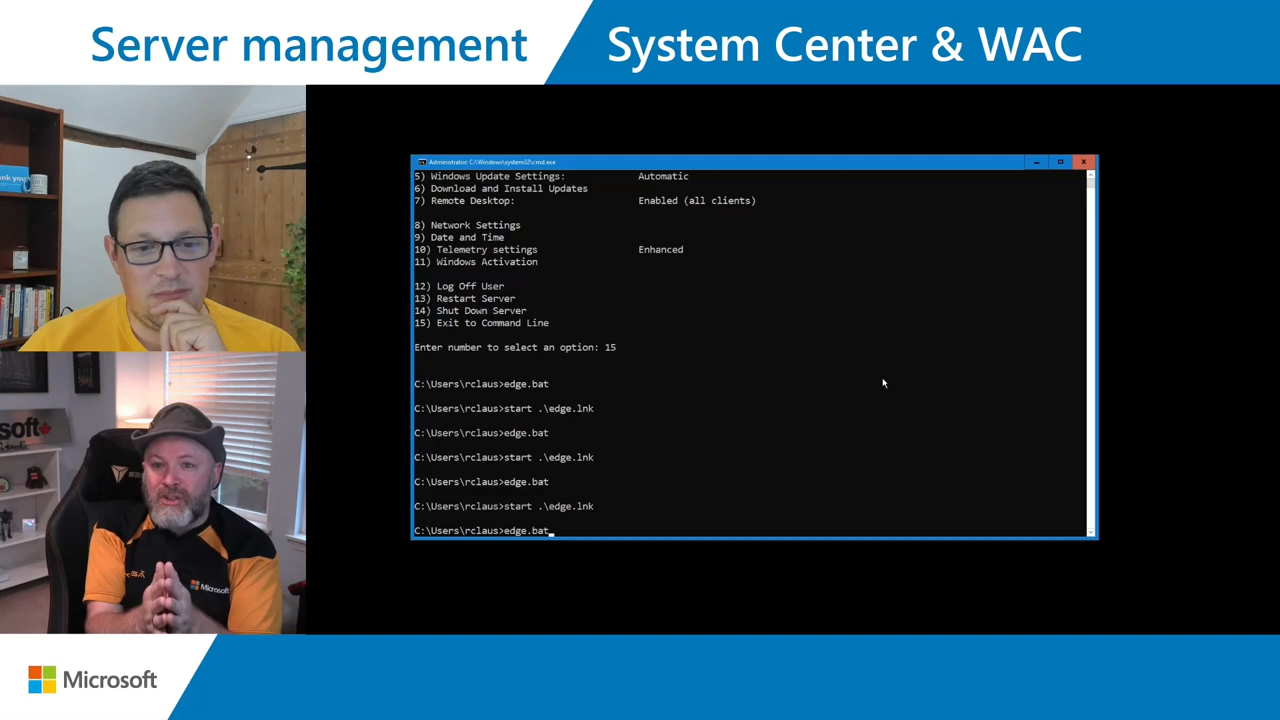 Server management
System Center & WAC
Administrator: C:\Windows\system32\cmd.exe
5) Windows Update Settings: Automatic
6) Download and Install Updates
7) Remote Desktop: Enabled (all clients)
8) Network Settings
9) Date and Time
10) Telemetry settings Enhanced
11) Windows Activation
12) Log Off User
13) Restart Server
14) Shut Down Server
15) Exit to Command Line
Enter number to select an option: 15
C:\Users\rclaus>edge.bat
C:\Users\rclaus>start .\edge.lnk
C:\Users\rclaus>edge.bat
C:\Users\rclaus>start .\edge.lnk
C:\Users\rclaus>edge.bat
C:\Users\rclaus>start .\edge.lnk
C:\Users\rclaus>edge.bat
Microsoft
Microsoft